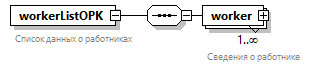 workerListOPK
worker
Список данных о работниках
1..∞
Сведения о работнике